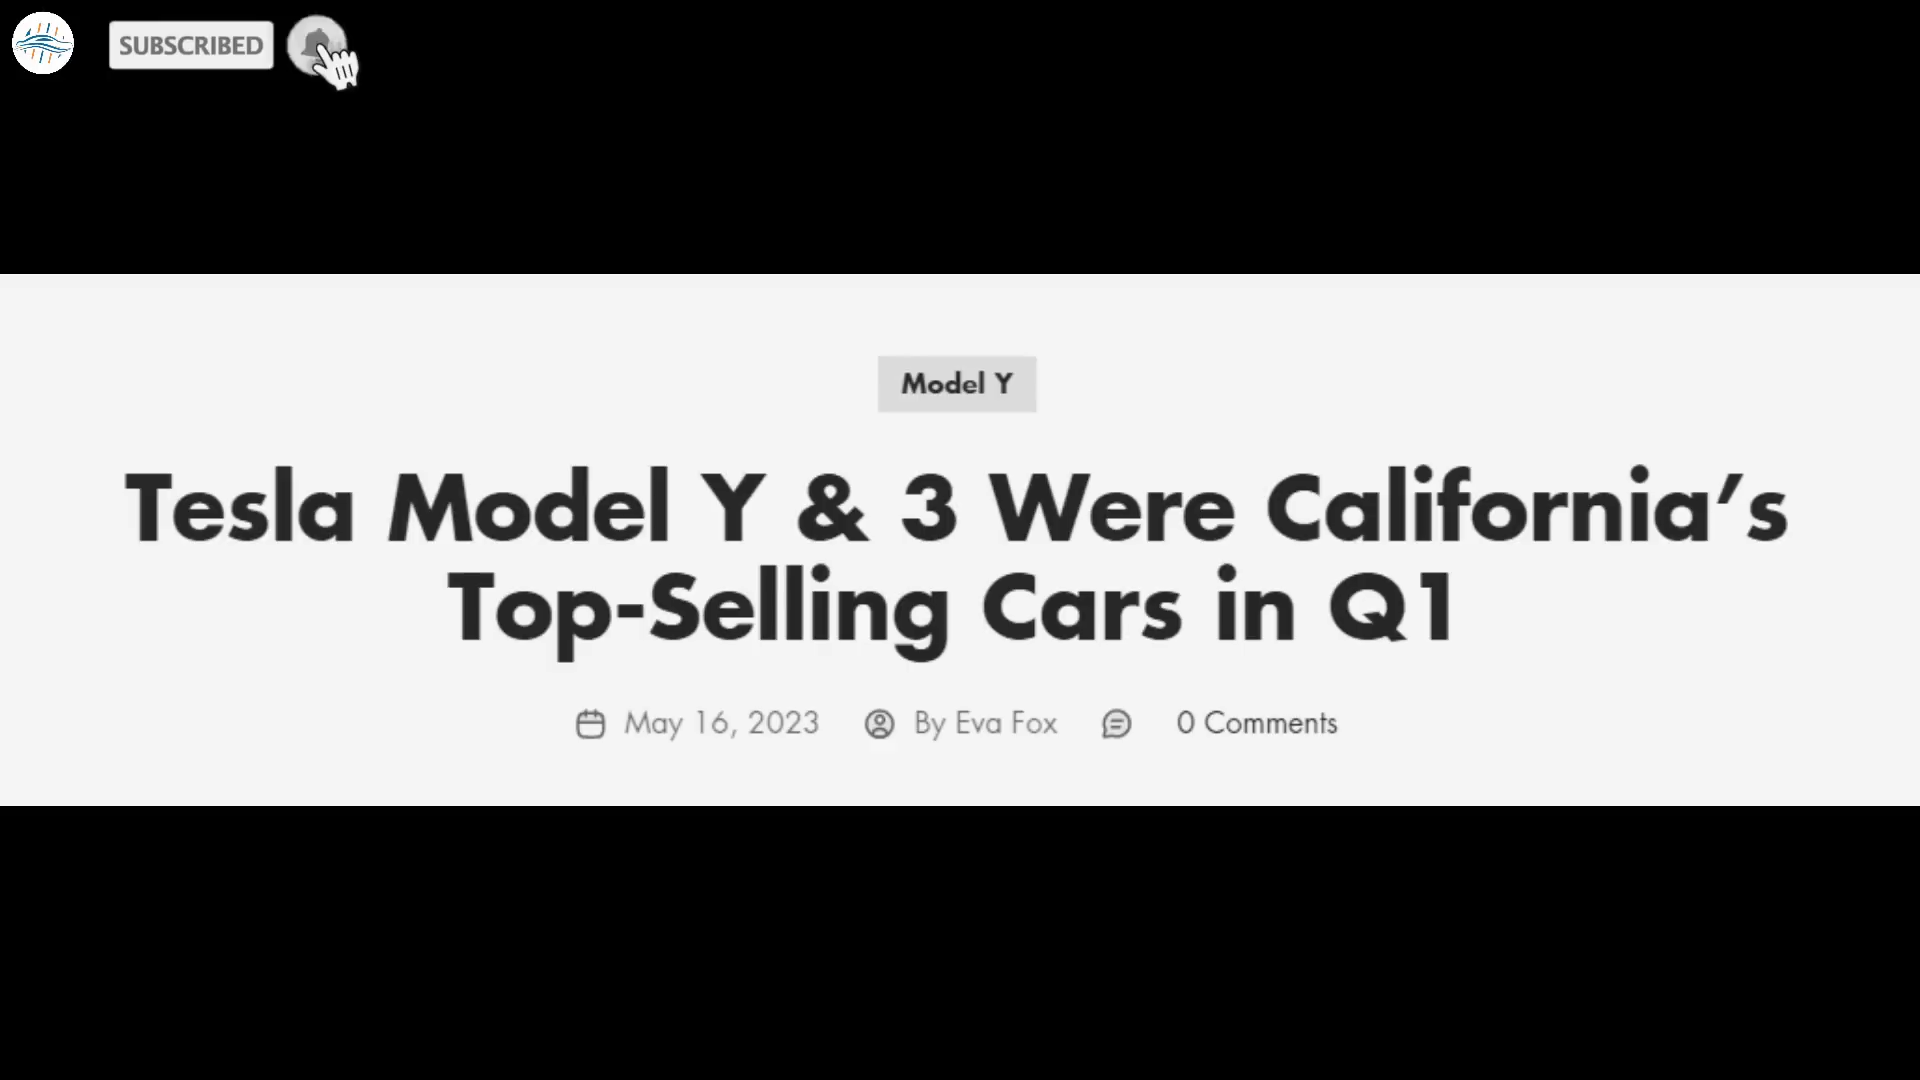 SUBSCRIBED
Model Y
Tesla Model Y & 3 Were California’s
Top-Selling Cars in Q1
May 16, 2023 By Eva Fox 0 Comments